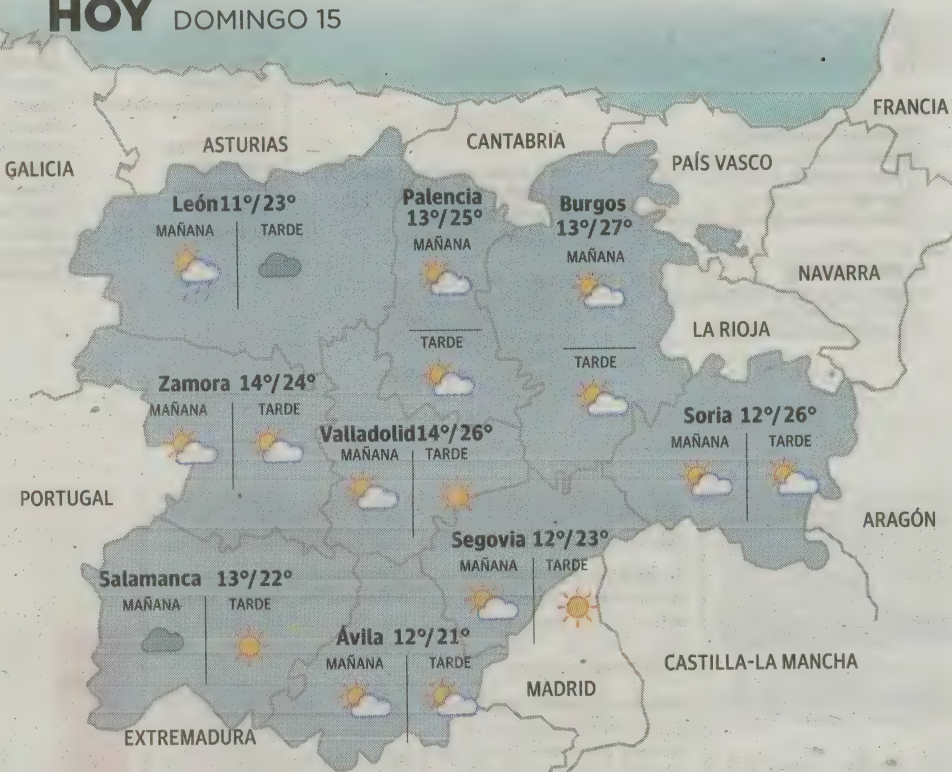 HOY DOMINGO 15
FRANCIA
ASTURIAS
CANTABRIA
PAÍS VASCO
GALICIA
León 11°/23°
MAÑANA TARDE
Palencia
13°/25°
MAÑANA
TARDE
Burgos
13°/27°
MAÑANA
TARDE
NAVARRA
LA RIOJA
Zamora 14°/24°
MAÑANA TARDE
Valladolid 14°/26°
MAÑANA TARDE
Soria 12°/26°
MAÑANA TARDE
PORTUGAL
ARAGÓN
Segovia 12°/23°
MAÑANA TARDE
Salamanca 13°/22°
MAÑANA TARDE
Ávila 12°/21°
MAÑANA TARDE
CASTILLA-LA MANCHA
MADRID
EXTREMADURA